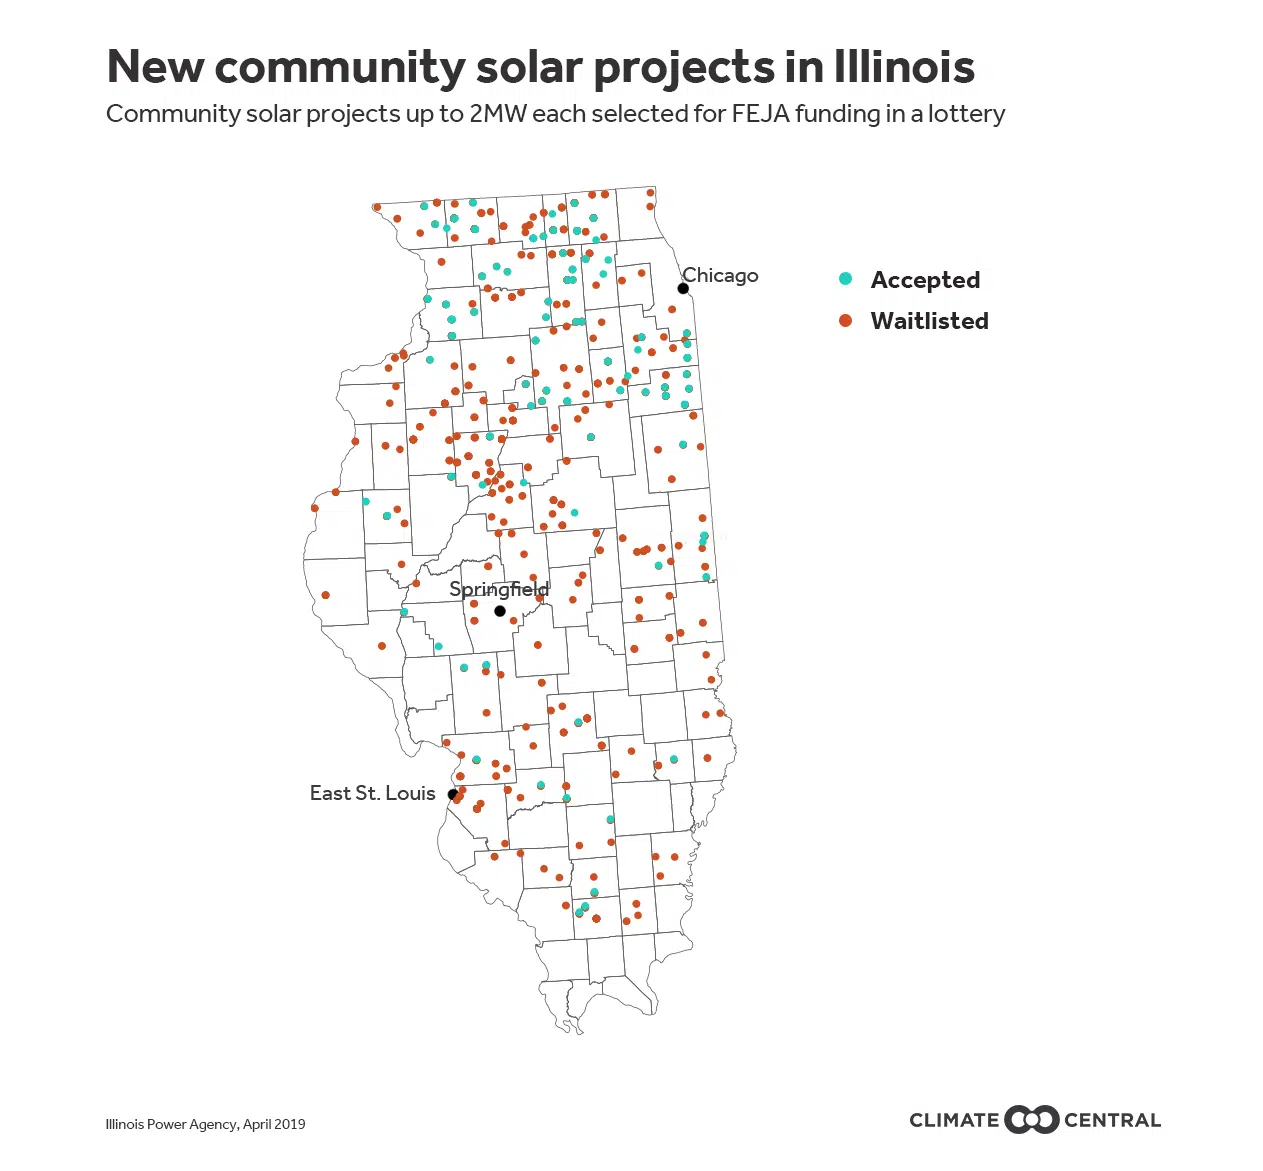 New community solar projects in Illinois
Community solar projects up to 2MW each selected for FEJA funding in a lottery
Chicago
Accepted
Waitlisted
Springfield
East St. Louis
Illinois Power Agency, April 2019
CLIMATE CENTRAL